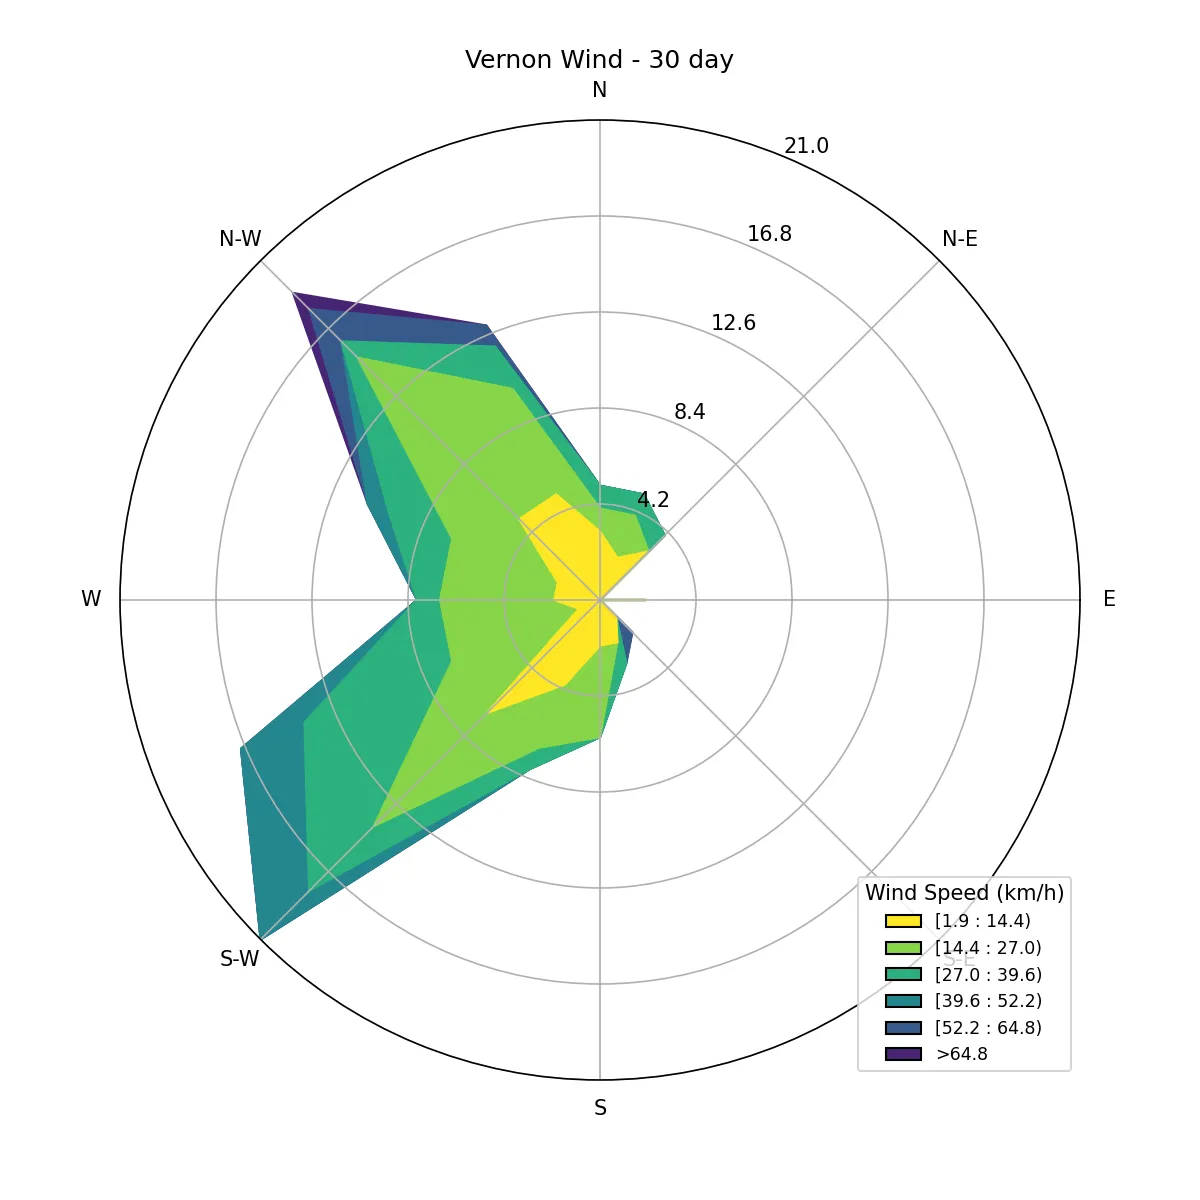 Vernon Wind - 30 day
N
21.0
16.8
N-W
N-E
12.6
8.4
4.2
W
E
S-W
S-E
S
Wind Speed (km/h)
[1.9 : 14.4)
[14.4 : 27.0)
[27.0 : 39.6)
[39.6 : 52.2)
[52.2 : 64.8)
>64.8